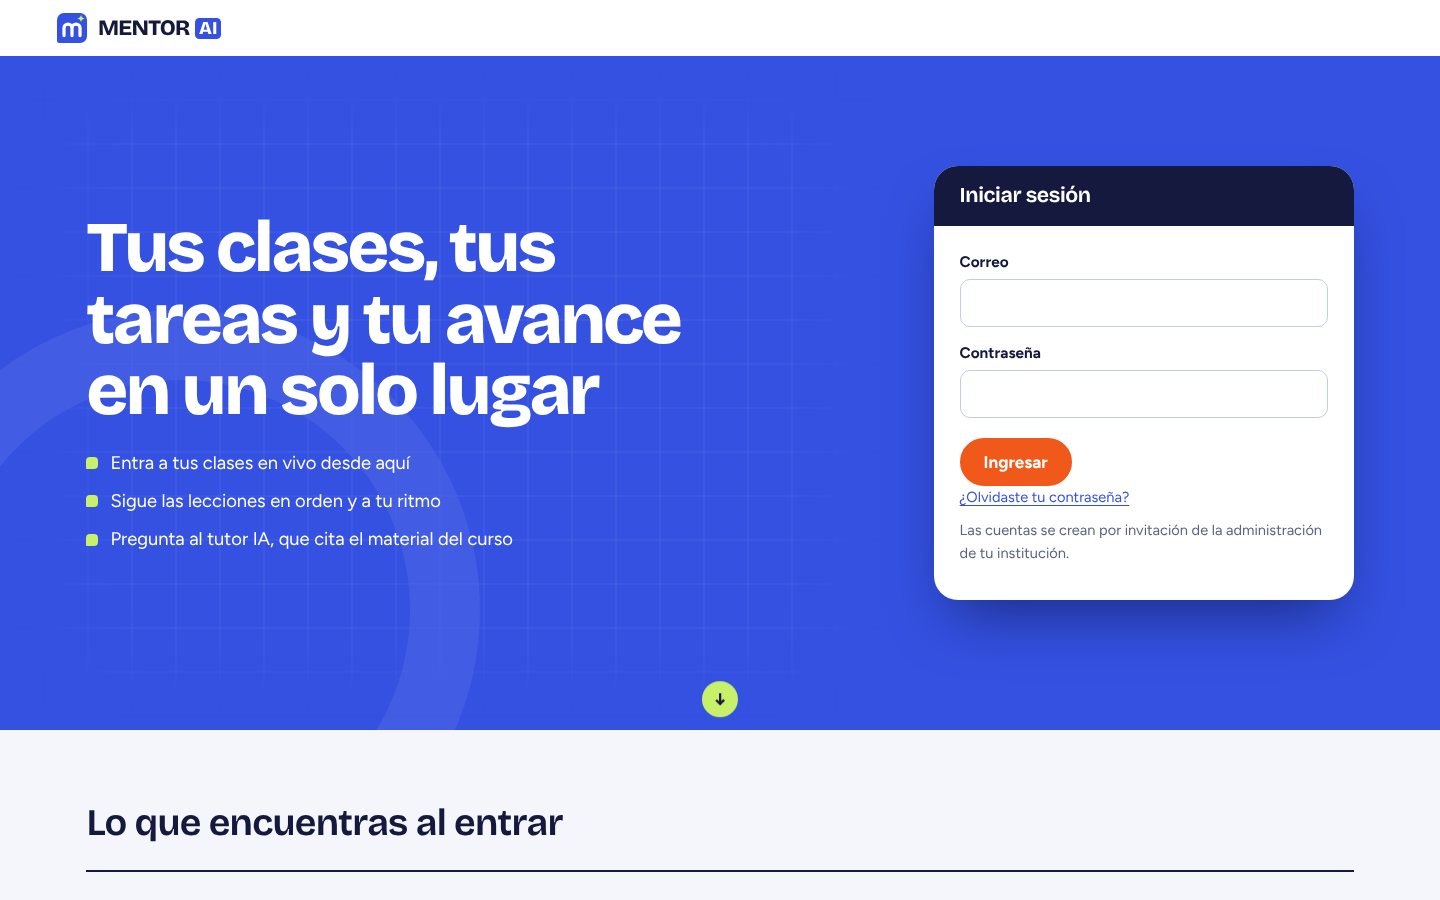 m MENTOR AI
Tus clases, tus
tareas y tu avance
en un solo lugar
Entra a tus clases en vivo desde aquí
Sigue las lecciones en orden y a tu ritmo
Pregunta al tutor IA, que cita el material del curso
Iniciar sesión
Correo
Contraseña
Ingresar
¿Olvidaste tu contraseña?
Las cuentas se crean por invitación de la administración
de tu institución.
Lo que encuentras al entrar